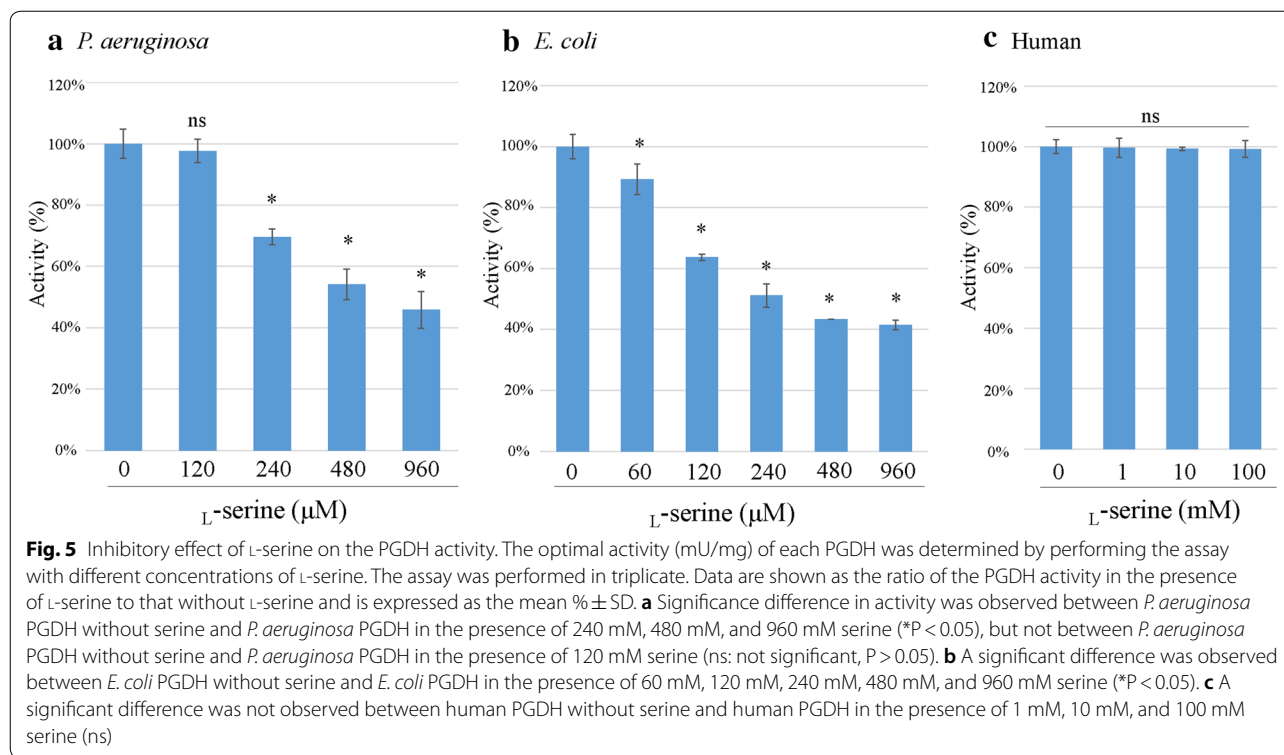 a P. aeruginosa
b E. coli
c Human
120%
100%
80%
60%
40%
20%
0%
Activity (%)
ns
*
*
*
0 120 240 480 960
L-serine (μM)
120%
100%
80%
60%
40%
20%
0%
Activity (%)
*
*
*
*
*
0 60 120 240 480 960
L-serine (μM)
120%
100%
80%
60%
40%
20%
0%
Activity (%)
ns
0 1 10 100
L-serine (mM)
Fig. 5 Inhibitory effect of L-serine on the PGDH activity. The optimal activity (mU/mg) of each PGDH was determined by performing the assay
with different concentrations of L-serine. The assay was performed in triplicate. Data are shown as the ratio of the PGDH activity in the presence
of L-serine to that without L-serine and is expressed as the mean % ± SD. a Significance difference in activity was observed between P. aeruginosa
PGDH without serine and P. aeruginosa PGDH in the presence of 240 mM, 480 mM, and 960 mM serine (*P < 0.05), but not between P. aeruginosa
PGDH without serine and P. aeruginosa PGDH in the presence of 120 mM serine (ns: not significant, P > 0.05). b A significant difference was observed
between E. coli PGDH without serine and E. coli PGDH in the presence of 60 mM, 120 mM, 240 mM, 480 mM, and 960 mM serine (*P < 0.05). c A
significant difference was not observed between human PGDH without serine and human PGDH in the presence of 1 mM, 10 mM, and 100 mM
serine (ns)